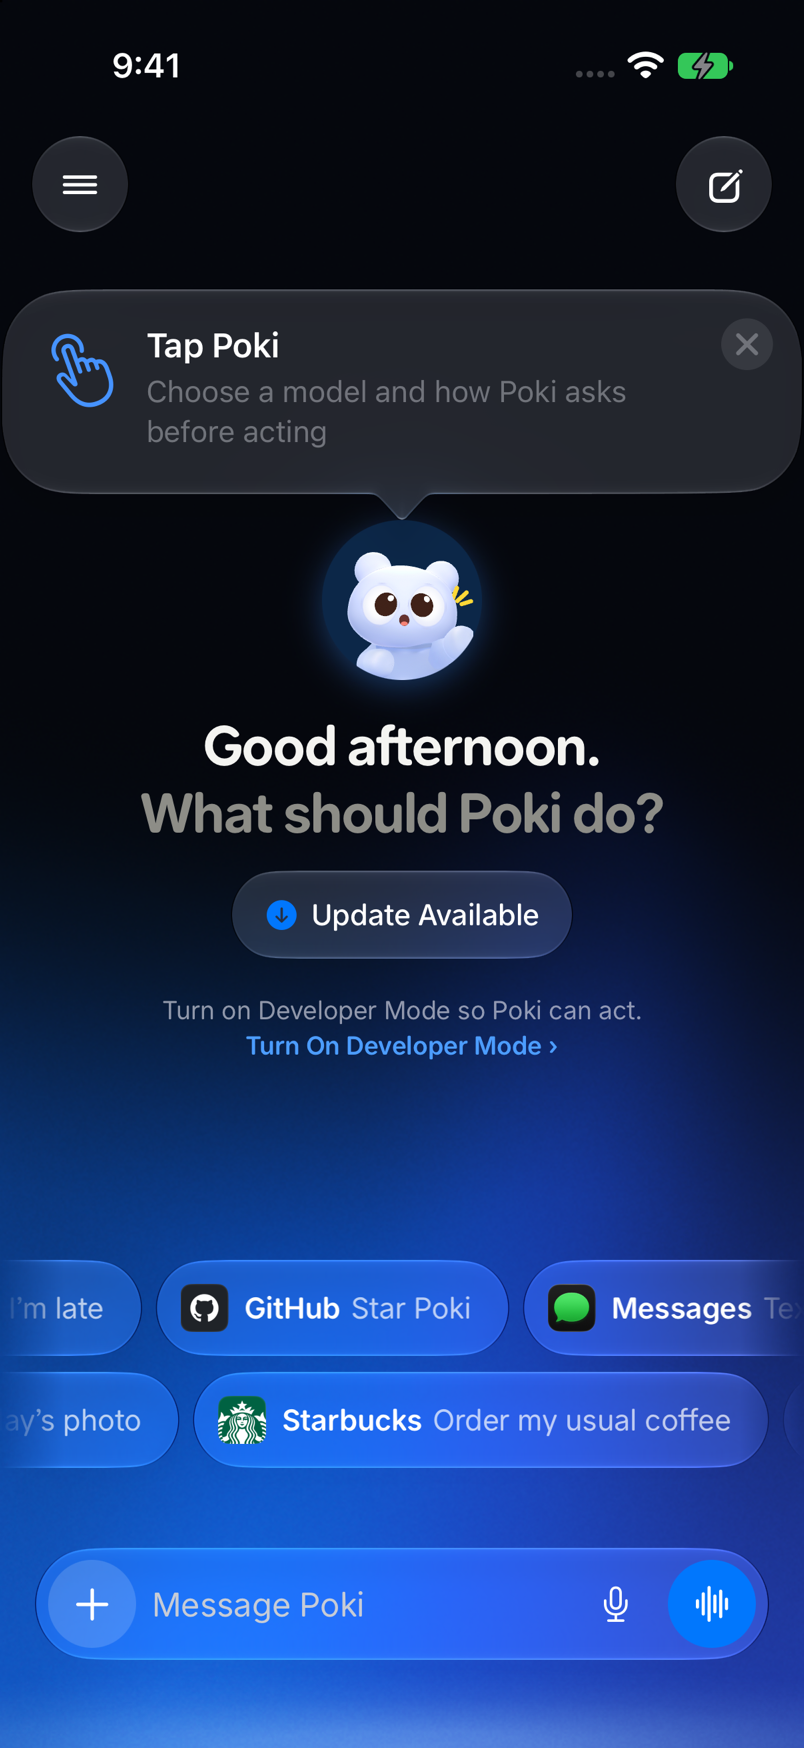 9:41
Tap Poki
Choose a model and how Poki asks
before acting
Good afternoon.
What should Poki do?
Update Available
Turn on Developer Mode so Poki can act.
Turn On Developer Mode ›
I'm late
GitHub Star Poki
Messages
ay's photo
Starbucks Order my usual coffee
Message Poki